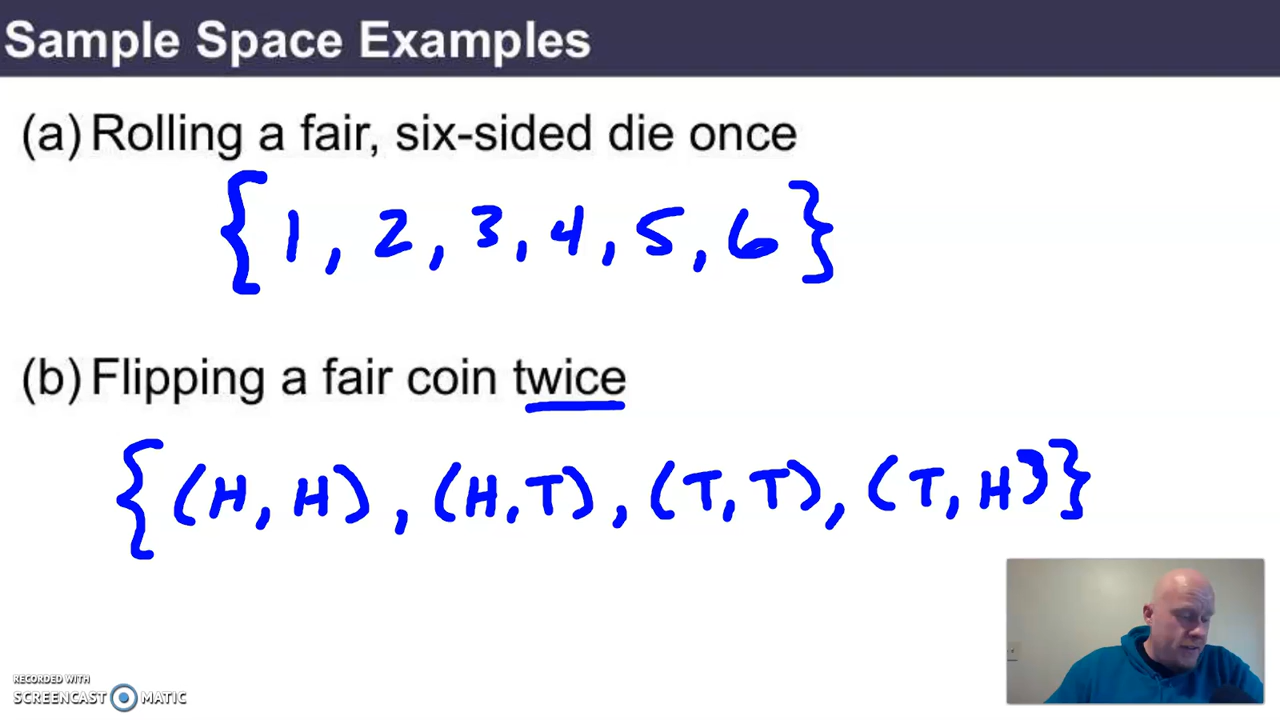 Sample Space Examples
(a) Rolling a fair, six-sided die once
{1, 2, 3, 4, 5, 6}
(b) Flipping a fair coin twice
{(H, H), (H, T), (T, T), (T, H)}
RECORDED WITH
SCREENCAST MATIC